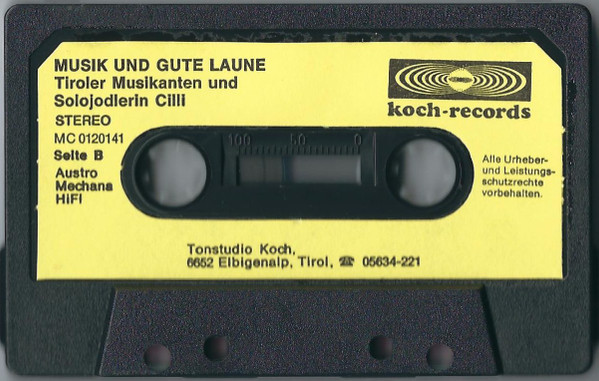 MUSIK UND GUTE LAUNE
Tiroler Musikanten und
Solojodlerin Cilli
STEREO
MC 0120141
Seite B
Austro
Mechana
HiFi
koch-records
100 50 0
Alle Urheber-
und Leistungs-
schutzrechte
vorbehalten.
Tonstudio Koch,
6652 Elbigenalp, Tirol, ☎ 05634-221